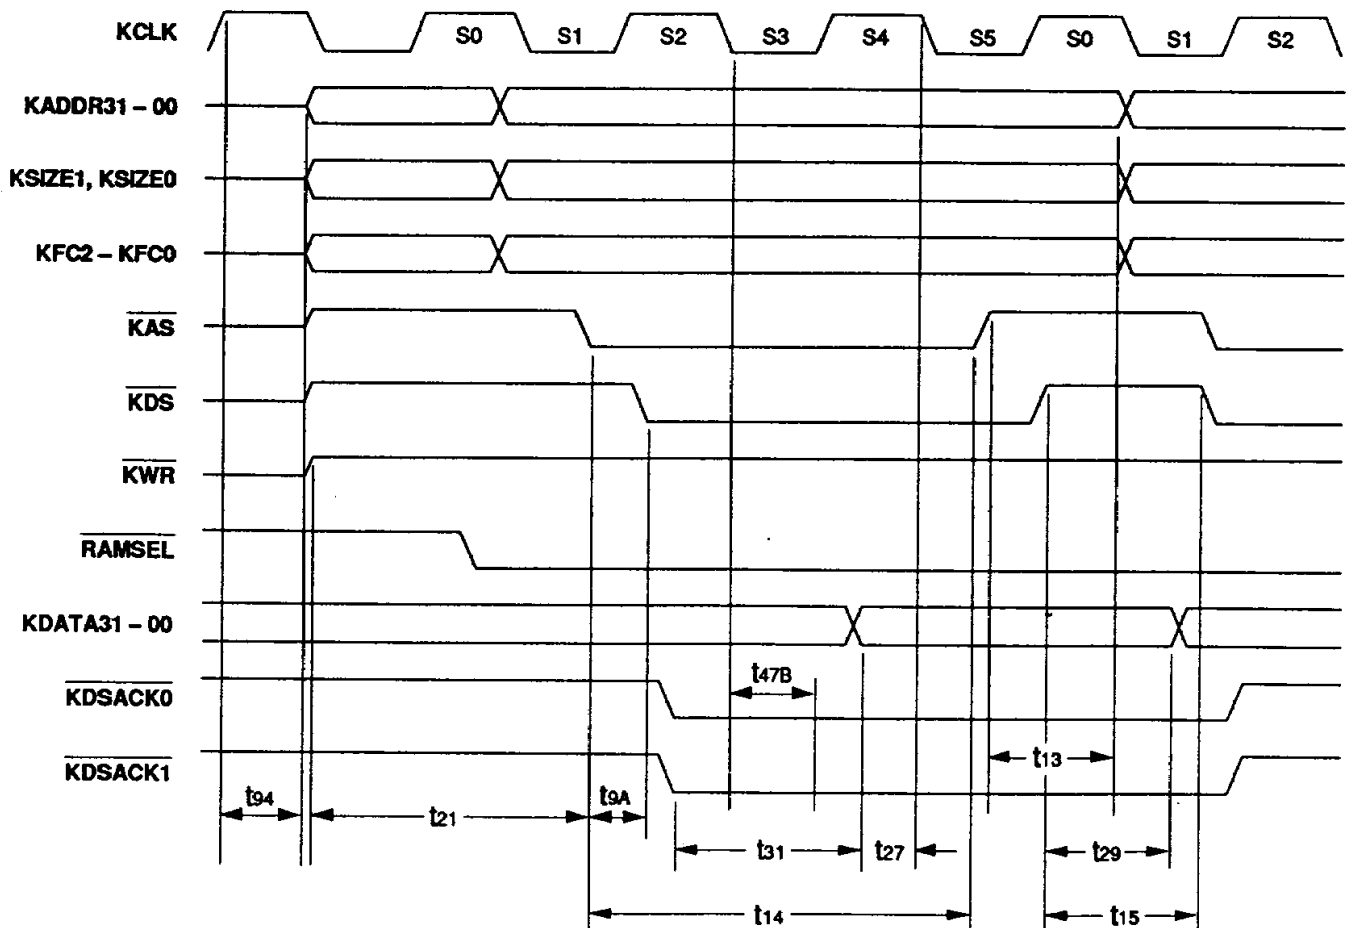 KCLK
S0 S1 S2 S3 S4 S5 S0 S1 S2
KADDR31 – 00
KSIZE1, KSIZE0
KFC2 – KFC0
KAS
KDS
KWR
RAMSEL
KDATA31 – 00
KDSACK0
t47B
KDSACK1
t13
t94 t21 t9A
t31 t27 t29
t14 t15